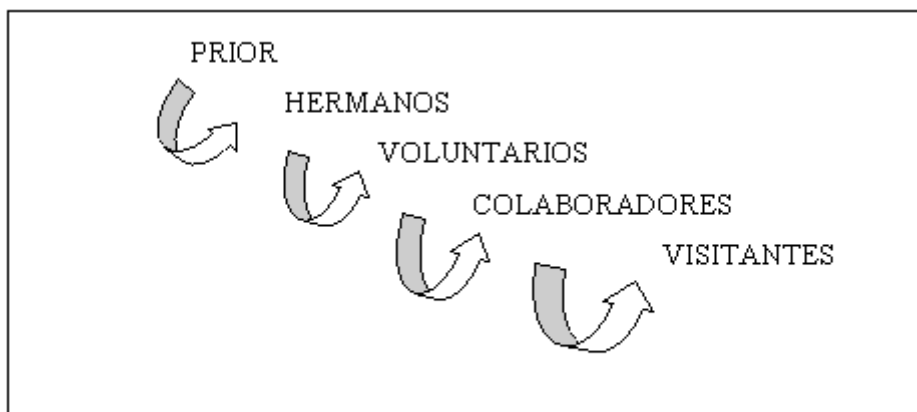 PRIOR
HERMANOS
VOLUNTARIOS
COLABORADORES
VISITANTES